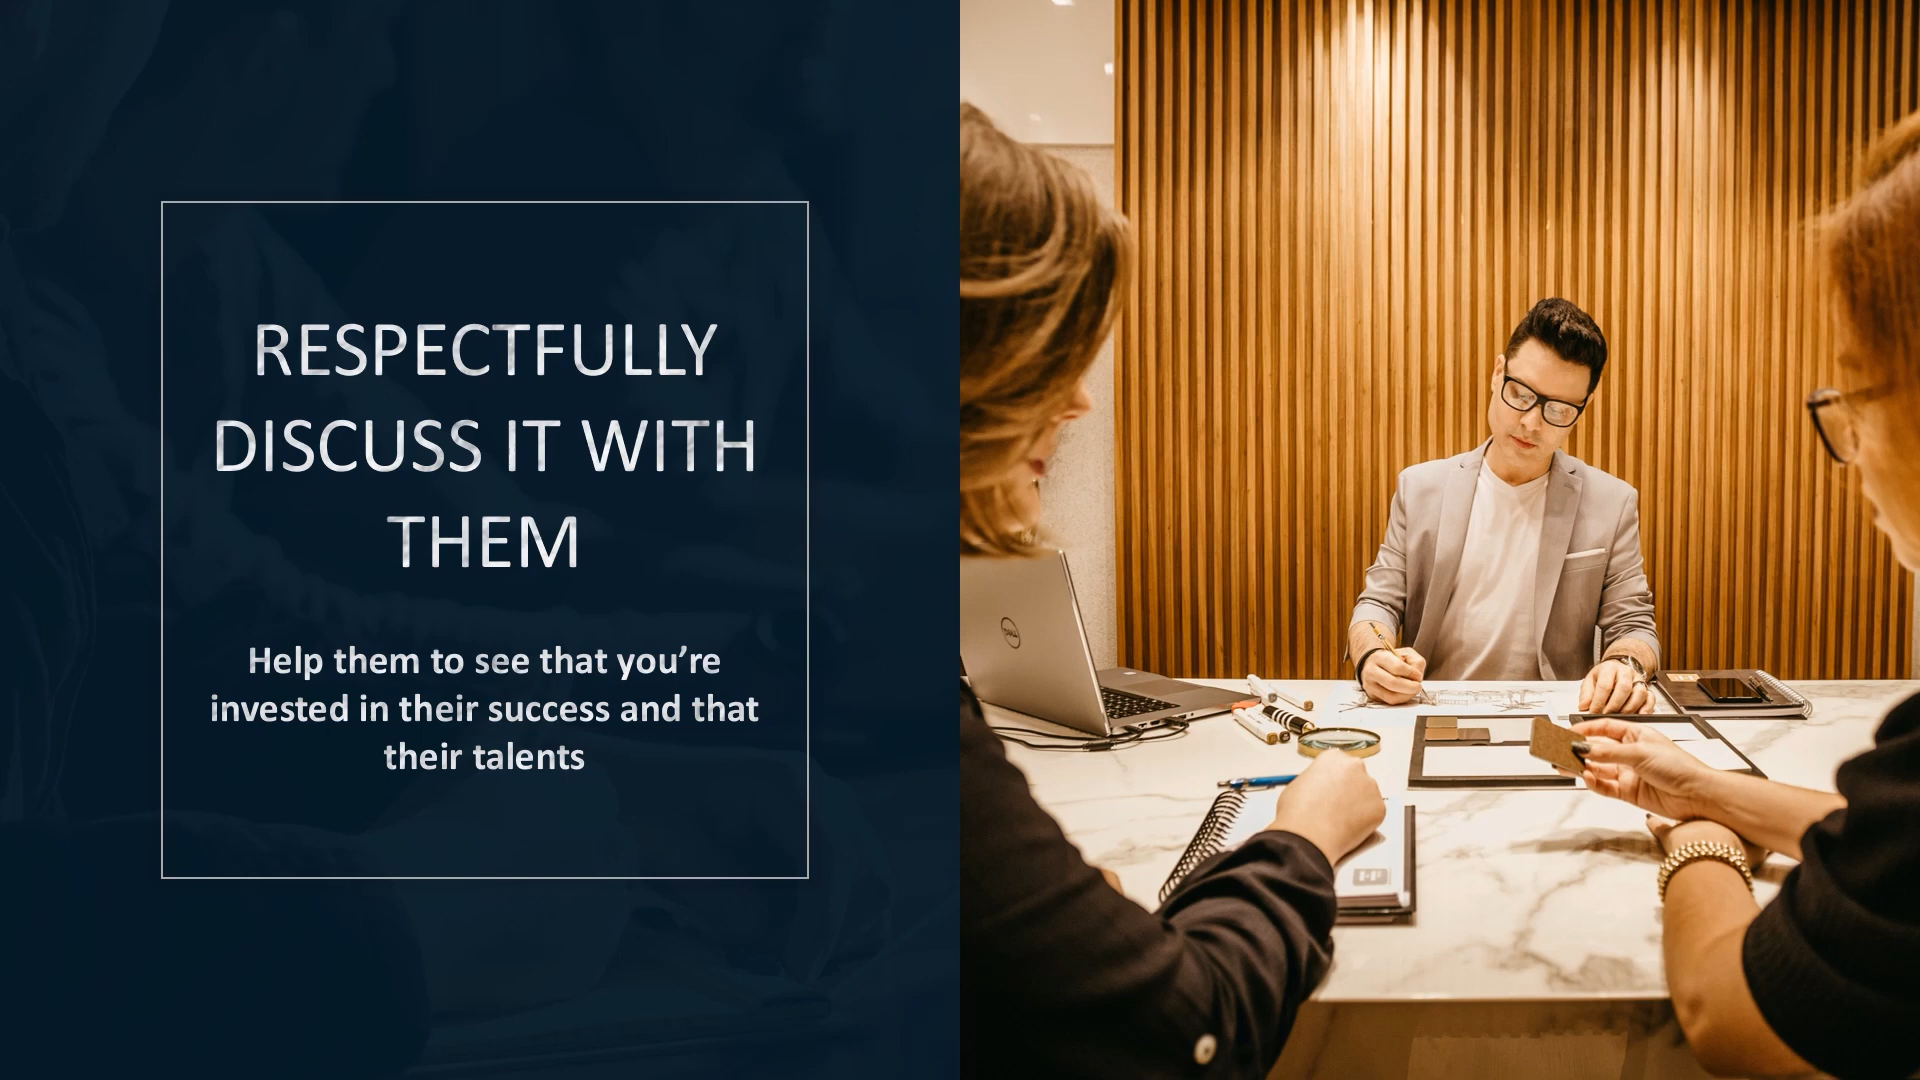 RESPECTFULLY
DISCUSS IT WITH
THEM
Help them to see that you’re
invested in their success and that
their talents
DELL